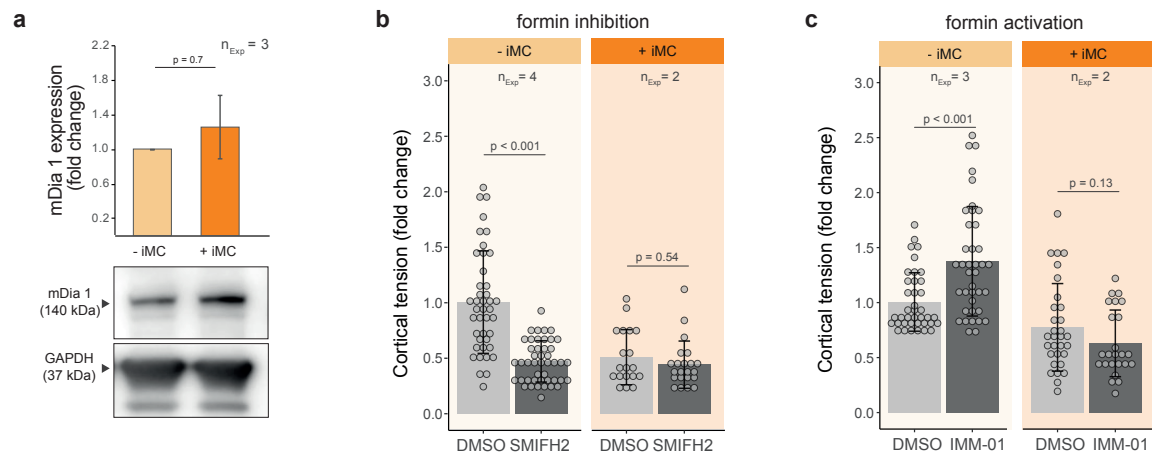 a
mDia 1 expression
(fold change)
2.2
1.8
1.4
1.0
0.6
0.2
n_Exp = 3
p = 0.7
- iMC
+ iMC
mDia 1
(140 kDa)
GAPDH
(37 kDa)
b
formin inhibition
- iMC
+ iMC
n_Exp = 4
n_Exp = 2
Cortical tension (fold change)
3.0
2.5
2.0
1.5
1.0
0.5
0.0
p < 0.001
p = 0.54
DMSO SMIFH2
DMSO SMIFH2
c
formin activation
- iMC
+ iMC
n_Exp = 3
n_Exp = 2
Cortical tension (fold change)
3.0
2.5
2.0
1.5
1.0
0.5
0.0
p < 0.001
p = 0.13
DMSO IMM-01
DMSO IMM-01